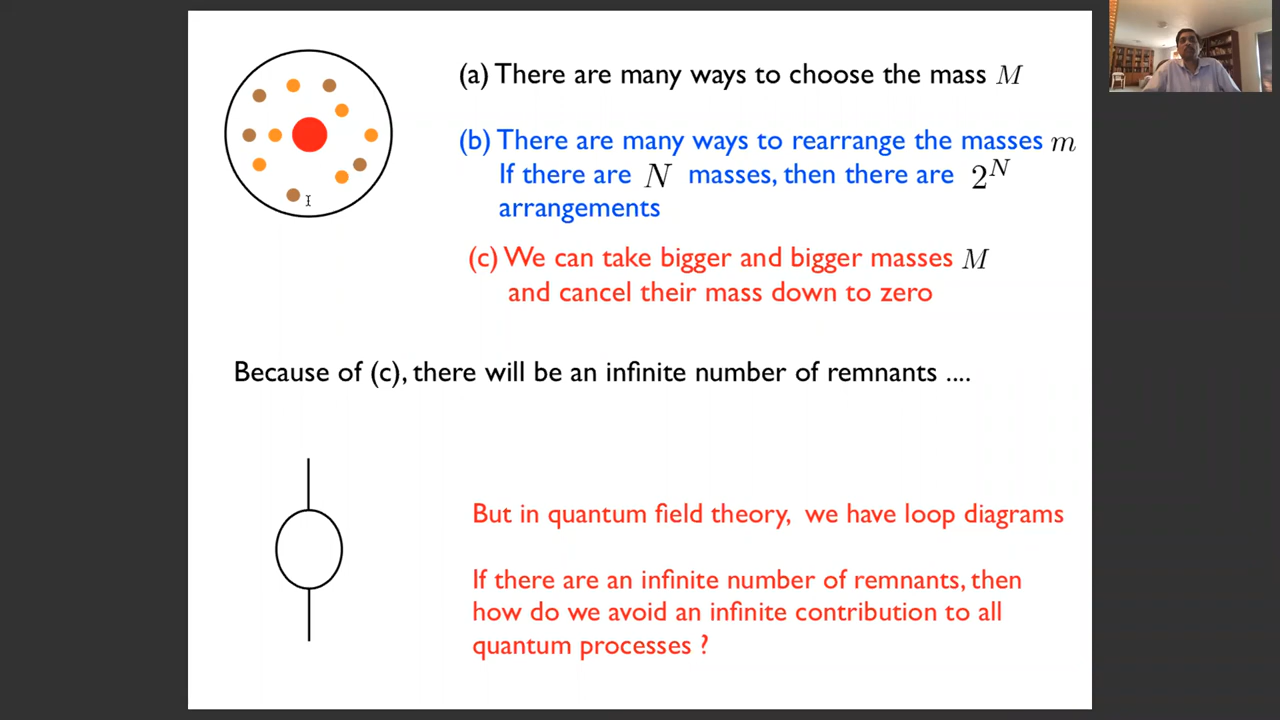 (a) There are many ways to choose the mass M
(b) There are many ways to rearrange the masses m
If there are N masses, then there are 2^N
arrangements
(c) We can take bigger and bigger masses M
and cancel their mass down to zero
Because of (c), there will be an infinite number of remnants ....
But in quantum field theory, we have loop diagrams
If there are an infinite number of remnants, then
how do we avoid an infinite contribution to all
quantum processes ?